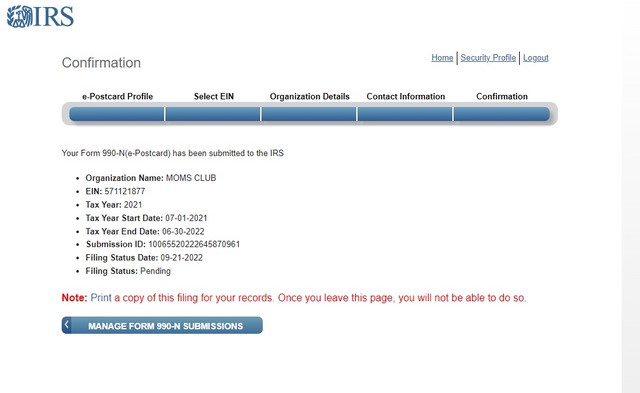 IRS
Confirmation
Home | Security Profile | Logout
e-Postcard Profile Select EIN Organization Details Contact Information Confirmation
Your Form 990-N(e-Postcard) has been submitted to the IRS
• Organization Name: MOMS CLUB
• EIN: 571121877
• Tax Year: 2021
• Tax Year Start Date: 07-01-2021
• Tax Year End Date: 06-30-2022
• Submission ID: 10065520222645870961
• Filing Status Date: 09-21-2022
• Filing Status: Pending
Note: Print a copy of this filing for your records. Once you leave this page, you will not be able to do so.
MANAGE FORM 990-N SUBMISSIONS